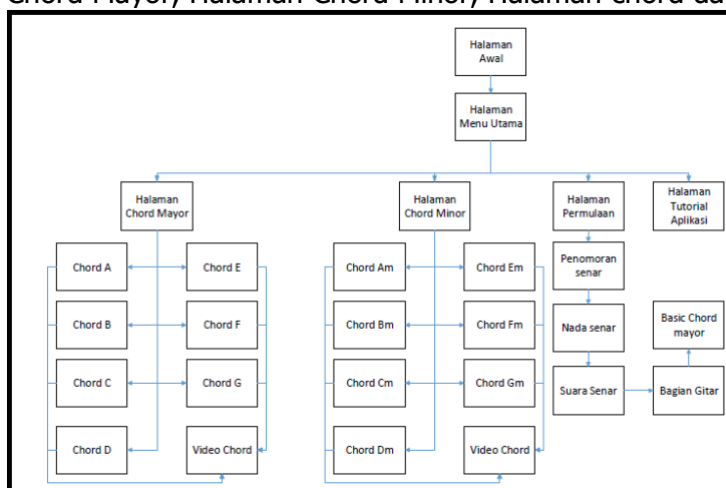 Chord Mayor, Halaman Chord Minor, Halaman chord da
Halaman
Awal
Halaman
Menu Utama
Halaman
Chord Mayor
Halaman
Chord Minor
Halaman
Permulaan
Halaman
Tutorial
Aplikasi
Chord A
Chord E
Chord Am
Chord Em
Penomoran
senar
Chord B
Chord F
Chord Bm
Chord Fm
Nada senar
Basic Chord
mayor
Chord C
Chord G
Chord Cm
Chord Gm
Suara Senar
Bagian Gitar
Chord D
Video Chord
Chord Dm
Video Chord